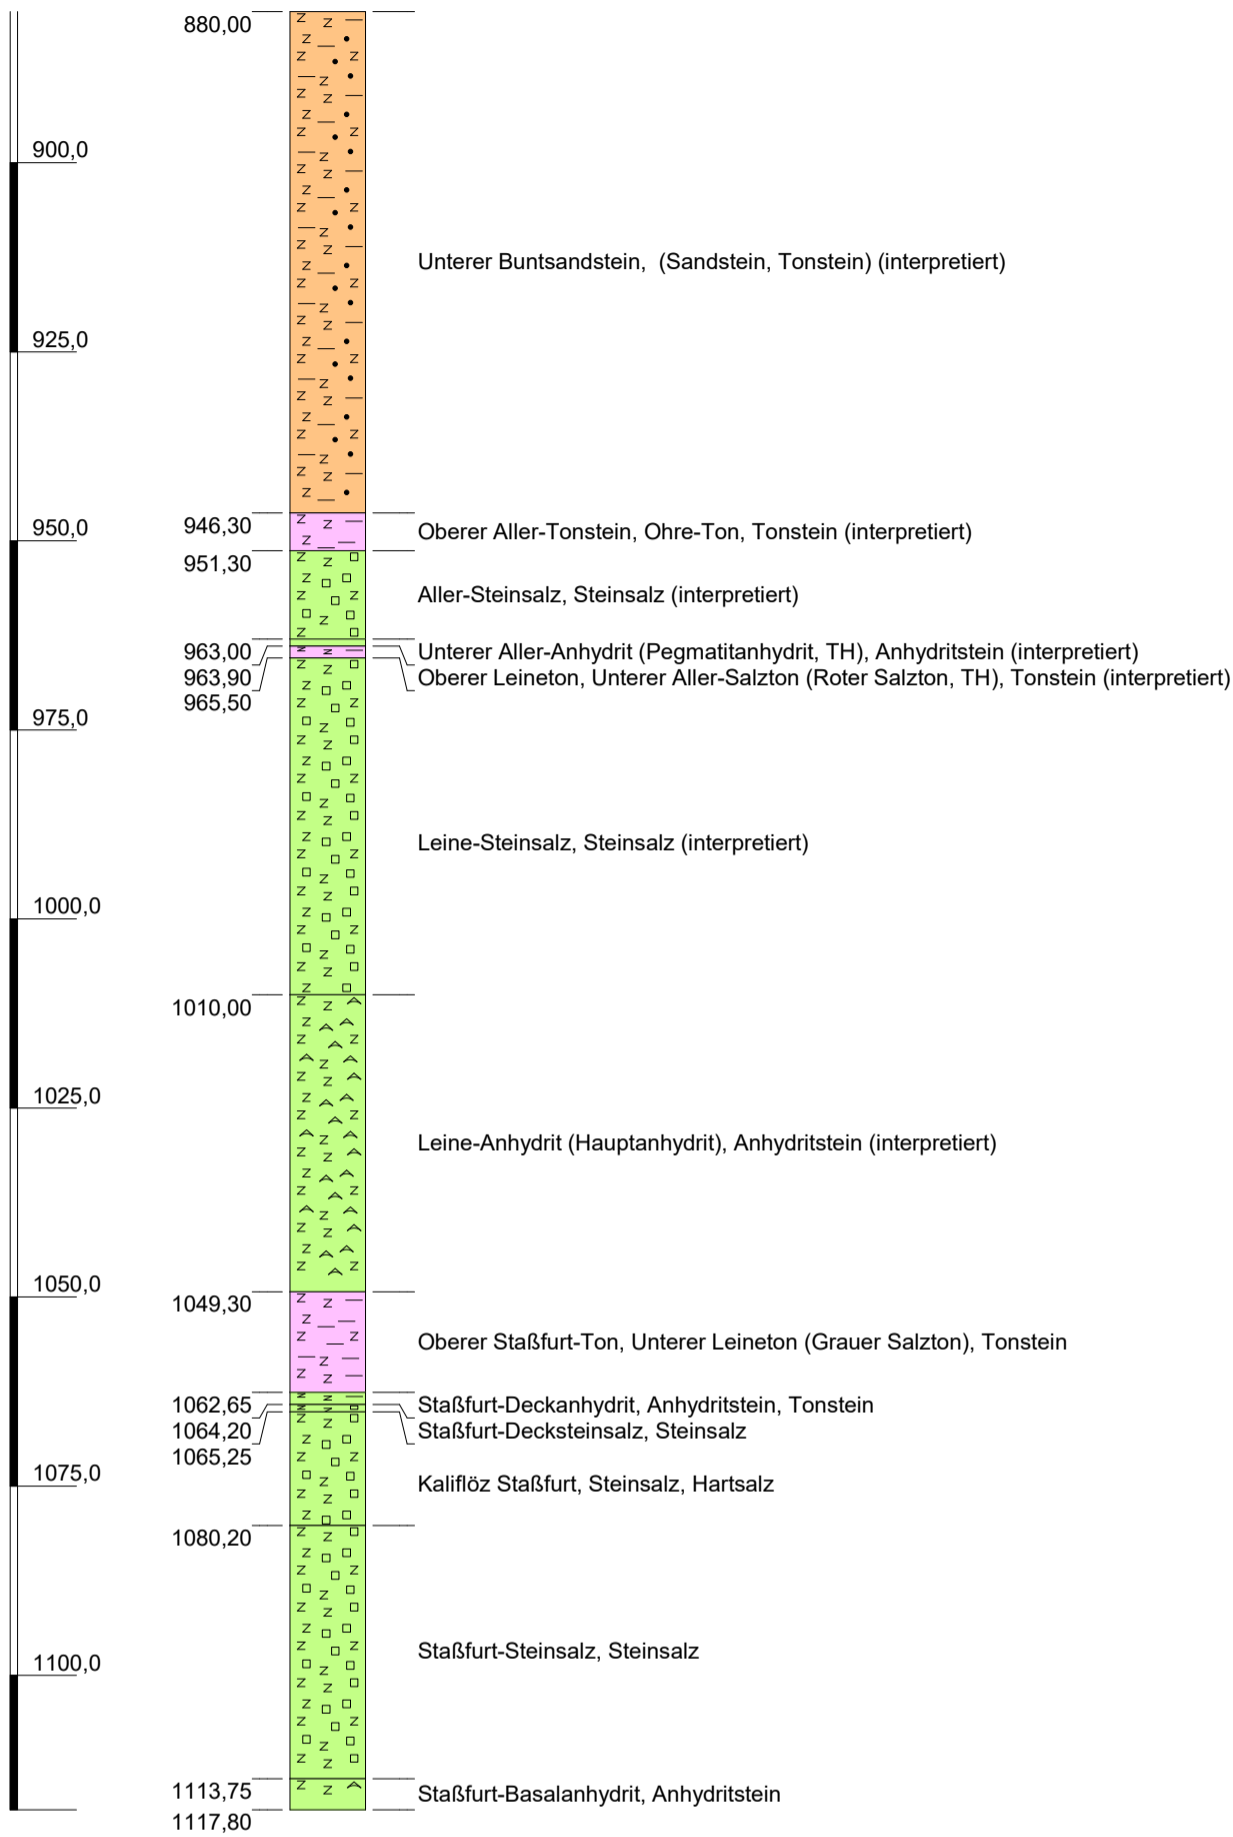 880,00
900,0
Unterer Buntsandstein,  (Sandstein, Tonstein) (interpretiert)
925,0
946,30
Oberer Aller-Tonstein, Ohre-Ton, Tonstein (interpretiert)
950,0
951,30
Aller-Steinsalz, Steinsalz (interpretiert)
963,00
Unterer Aller-Anhydrit (Pegmatitanhydrit, TH), Anhydritstein (interpretiert)
963,90
Oberer Leineton, Unterer Aller-Salzton (Roter Salzton, TH), Tonstein (interpretiert)
965,50
975,0
Leine-Steinsalz, Steinsalz (interpretiert)
1000,0
1010,00
1025,0
Leine-Anhydrit (Hauptanhydrit), Anhydritstein (interpretiert)
1050,0
1049,30
Oberer Staßfurt-Ton, Unterer Leineton (Grauer Salzton), Tonstein
1062,65
Staßfurt-Deckanhydrit, Anhydritstein, Tonstein
1064,20
Staßfurt-Decksteinsalz, Steinsalz
1065,25
1075,0
Kaliflöz Staßfurt, Steinsalz, Hartsalz
1080,20
Staßfurt-Steinsalz, Steinsalz
1100,0
1113,75
Staßfurt-Basalanhydrit, Anhydritstein
1117,80